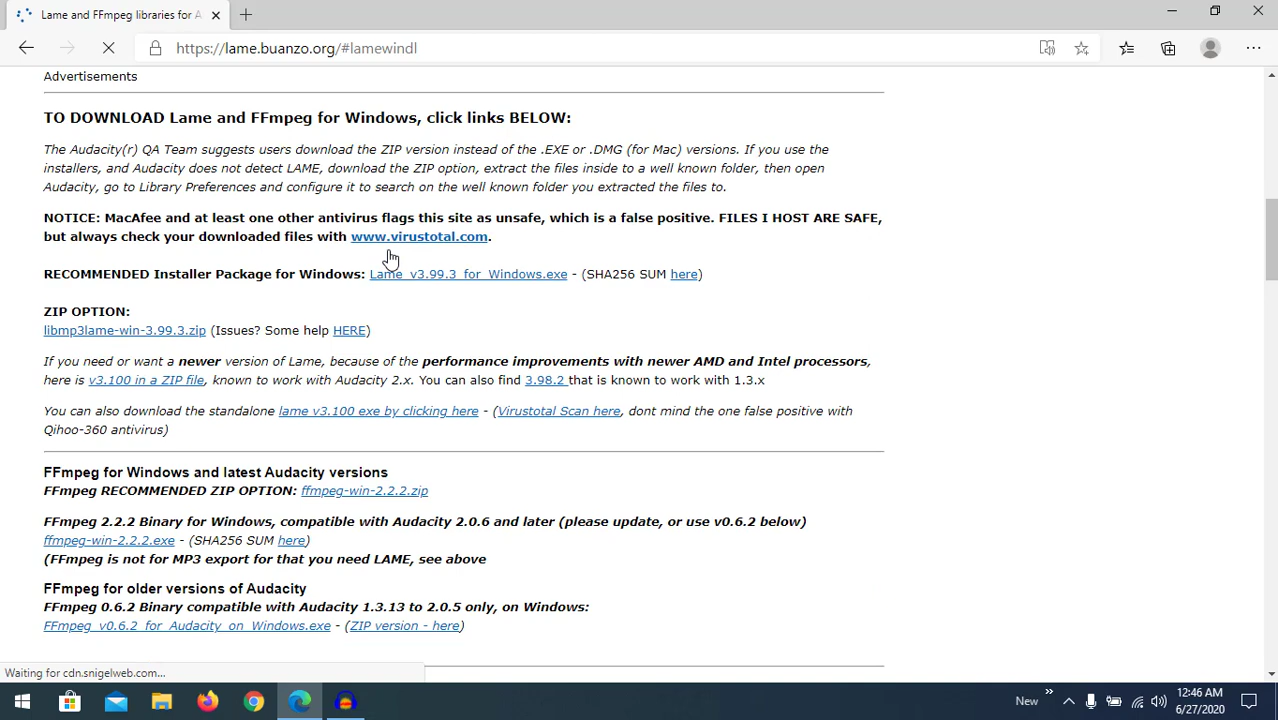 Lame and FFmpeg libraries for A
https://lame.buanzo.org/#lamewindl
Advertisements
TO DOWNLOAD Lame and FFmpeg for Windows, click links BELOW:
The Audacity(r) QA Team suggests users download the ZIP version instead of the .EXE or .DMG (for Mac) versions. If you use the
installers, and Audacity does not detect LAME, download the ZIP option, extract the files inside to a well known folder, then open
Audacity, go to Library Preferences and configure it to search on the well known folder you extracted the files to.
NOTICE: MacAfee and at least one other antivirus flags this site as unsafe, which is a false positive. FILES I HOST ARE SAFE,
but always check your downloaded files with www.virustotal.com.
RECOMMENDED Installer Package for Windows: Lame_v3.99.3_for_Windows.exe - (SHA256 SUM here)
ZIP OPTION:
libmp3lame-win-3.99.3.zip (Issues? Some help HERE)
If you need or want a newer version of Lame, because of the performance improvements with newer AMD and Intel processors,
here is v3.100 in a ZIP file, known to work with Audacity 2.x. You can also find 3.98.2 that is known to work with 1.3.x
You can also download the standalone lame v3.100 exe by clicking here - (Virustotal Scan here, dont mind the one false positive with
Qihoo-360 antivirus)
FFmpeg for Windows and latest Audacity versions
FFmpeg RECOMMENDED ZIP OPTION: ffmpeg-win-2.2.2.zip
FFmpeg 2.2.2 Binary for Windows, compatible with Audacity 2.0.6 and later (please update, or use v0.6.2 below)
ffmpeg-win-2.2.2.exe - (SHA256 SUM here)
(FFmpeg is not for MP3 export for that you need LAME, see above
FFmpeg for older versions of Audacity
FFmpeg 0.6.2 Binary compatible with Audacity 1.3.13 to 2.0.5 only, on Windows:
FFmpeg_v0.6.2_for_Audacity_on_Windows.exe - (ZIP version - here)
Waiting for cdn.snigelweb.com...
New
12:46 AM
6/27/2020